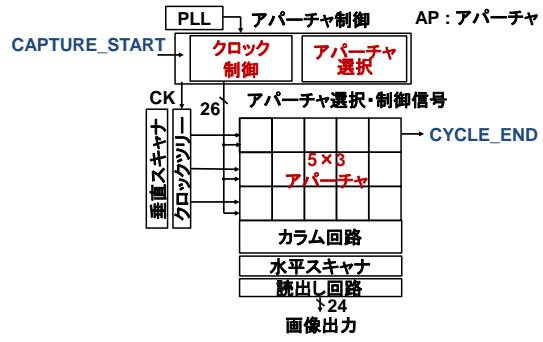 PLL
アパーチャ制御
AP：アパーチャ
CAPTURE_START
クロック
制御
アパーチャ
選択
CK
26
アパーチャ選択・制御信号
垂直スキャナ
クロックツリー
CYCLE_END
5×3
アパーチャ
カラム回路
水平スキャナ
読出し回路
24
画像出力